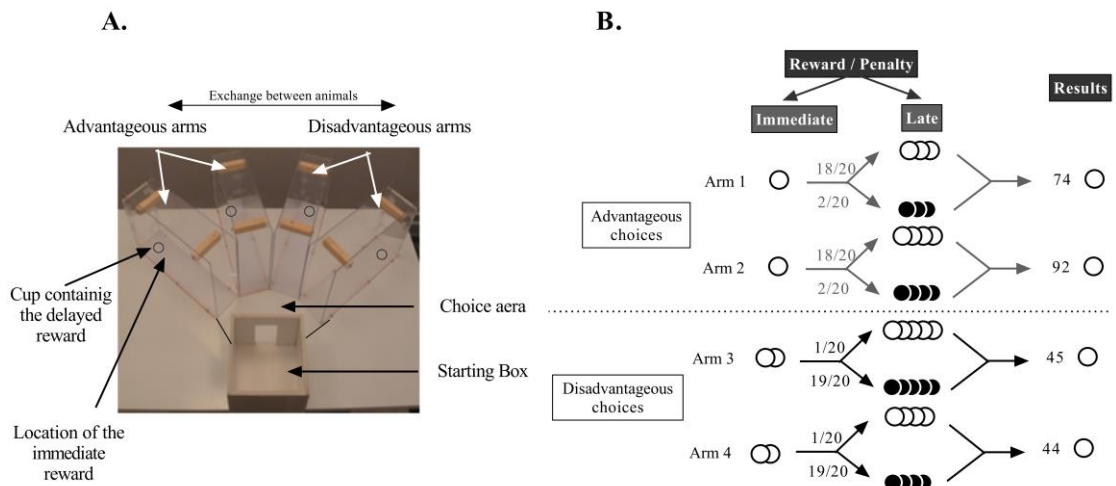 A.
Exchange between animals
Advantageous arms
Disadvantageous arms
Cup containig
the delayed
reward
Choice aera
Starting Box
Location of the
immediate
reward
B.
Reward / Penalty
Results
Immediate
Late
Arm 1
18/20
2/20
74
Advantageous
choices
Arm 2
18/20
2/20
92
Arm 3
1/20
19/20
45
Disadvantageous
choices
Arm 4
1/20
19/20
44